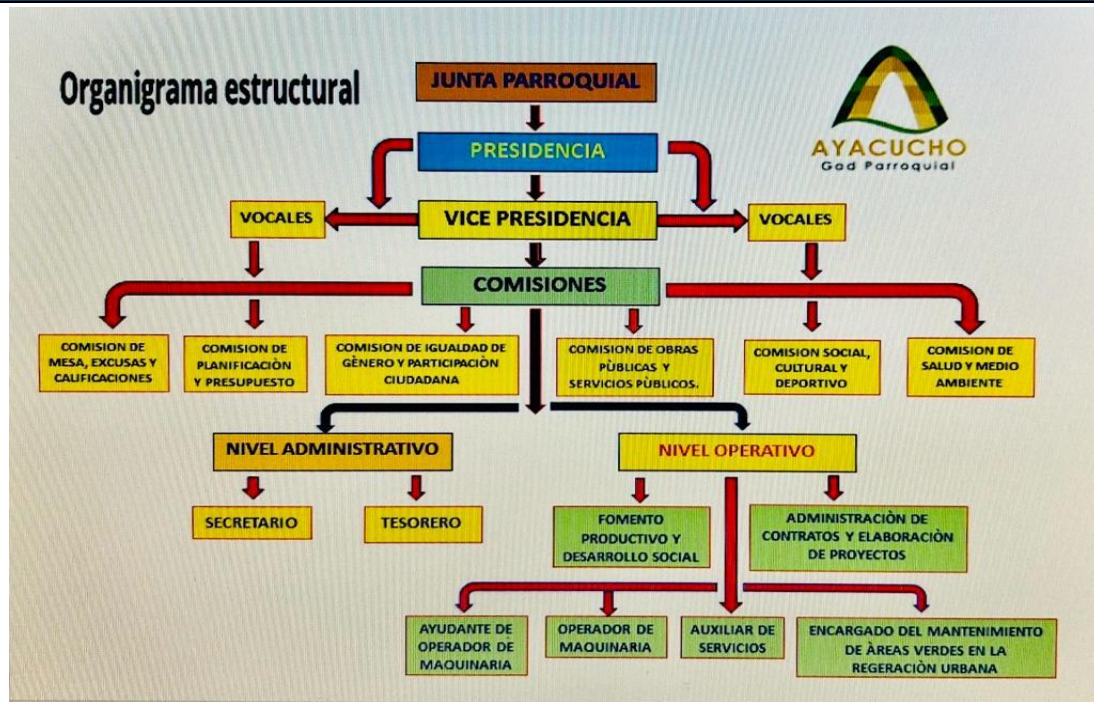 Organigrama estructural
JUNTA PARROQUIAL
AYACUCHO
Gad Parroquial
PRESIDENCIA
VOCALES
VICE PRESIDENCIA
VOCALES
COMISIONES
COMISION DE
MESA, EXCUSAS Y
CALIFICACIONES
COMISION DE
PLANIFICACIÒN
Y PRESUPUESTO
COMISION DE IGUALDAD DE
GÈNERO Y PARTICIPACIÒN
CIUDADANA
COMISION DE OBRAS
PÙBLICAS Y
SERVICIOS PÙBLICOS.
COMISION SOCIAL,
CULTURAL Y
DEPORTIVO
COMISION DE
SALUD Y MEDIO
AMBIENTE
NIVEL ADMINISTRATIVO
NIVEL OPERATIVO
SECRETARIO
TESORERO
FOMENTO
PRODUCTIVO Y
DESARROLLO SOCIAL
ADMINISTRACIÒN DE
CONTRATOS Y ELABORACIÒN
DE PROYECTOS
AYUDANTE DE
OPERADOR DE
MAQUINARIA
OPERADOR DE
MAQUINARIA
AUXILIAR DE
SERVICIOS
ENCARGADO DEL MANTENIMIENTO
DE ÀREAS VERDES EN LA
REGERACIÒN URBANA